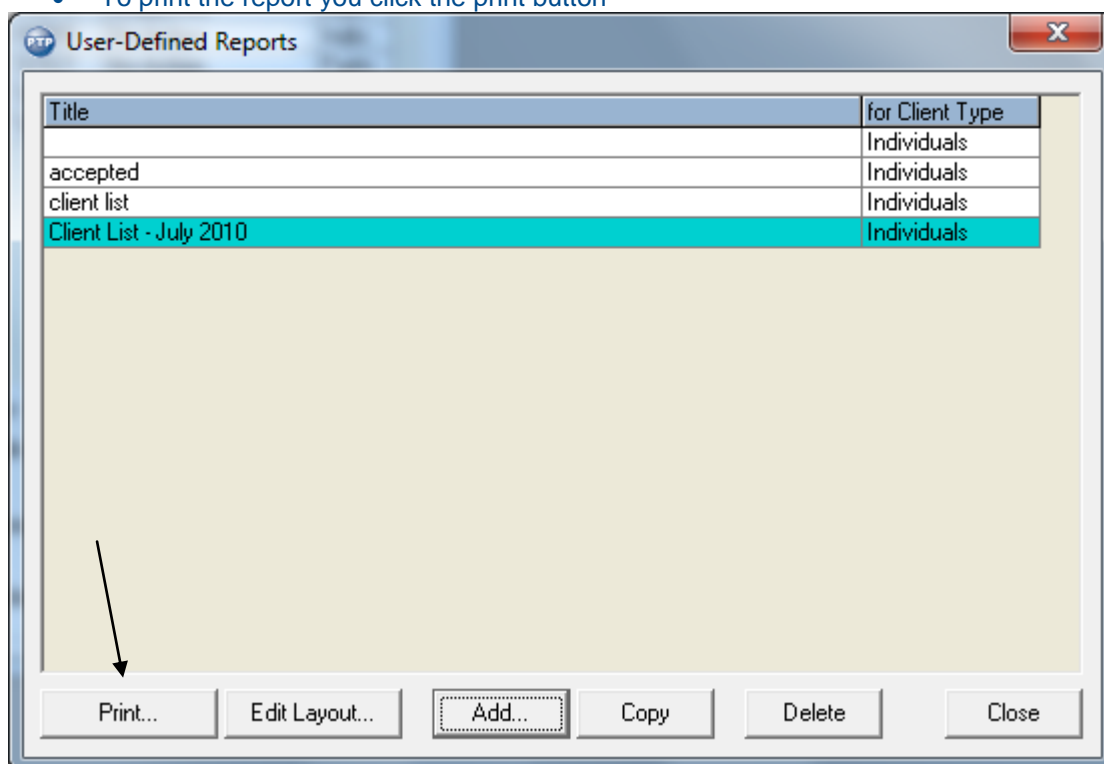 • To print the report you click the print button
PTP User-Defined Reports
Title for Client Type
Individuals
accepted Individuals
client list Individuals
Client List - July 2010 Individuals
Print... Edit Layout... Add... Copy Delete Close